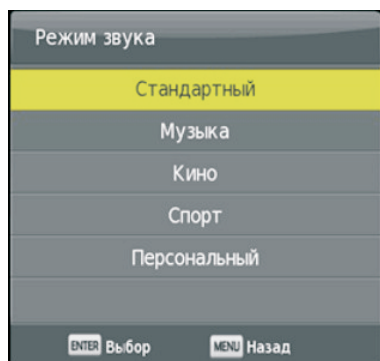 Режим звука
Стандартный
Музыка
Кино
Спорт
Персональный
ENTER Выбор MENU Назад